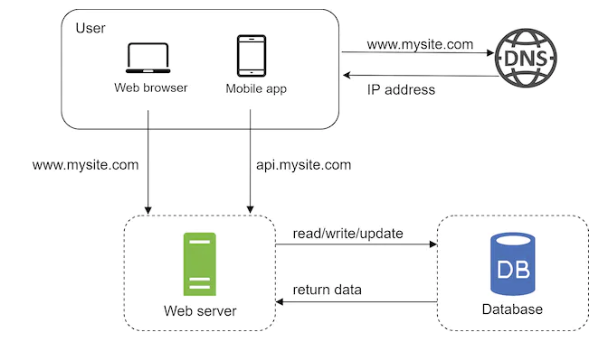 User
Web browser
Mobile app
www.mysite.com
DNS
IP address
www.mysite.com
api.mysite.com
Web server
read/write/update
return data
DB
Database